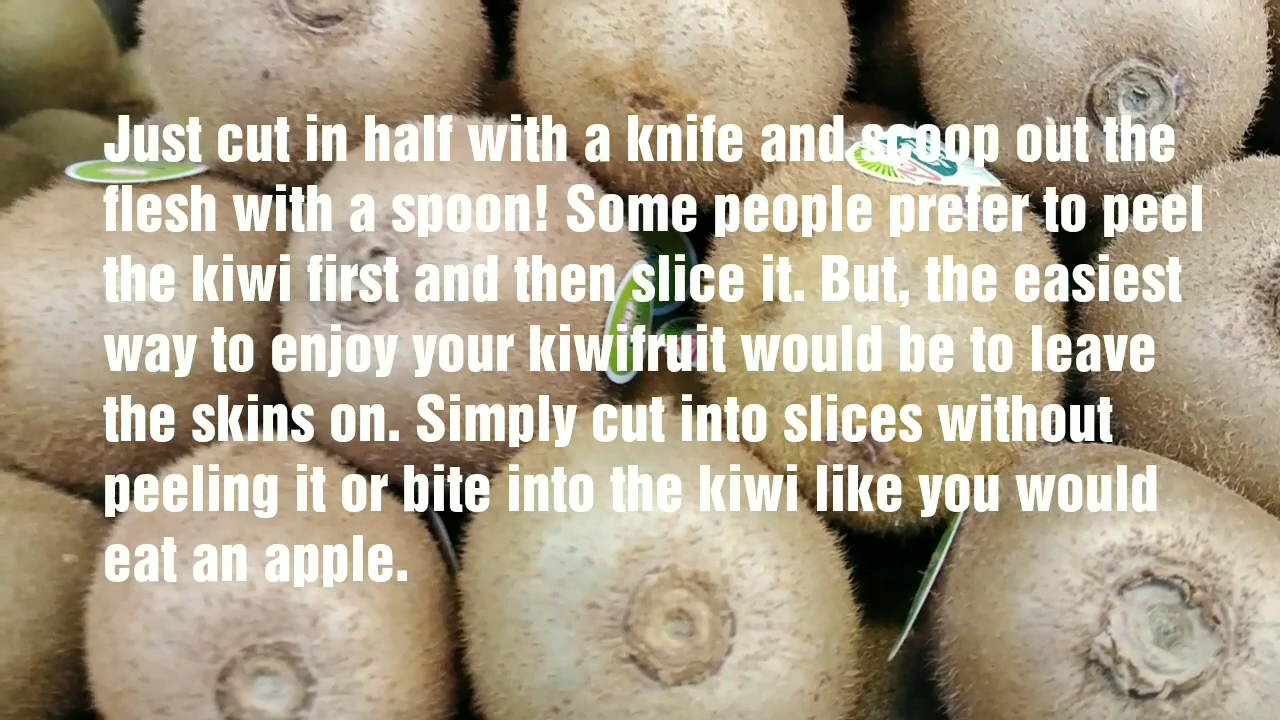 Just cut in half with a knife and scoop out the
flesh with a spoon! Some people prefer to peel
the kiwi first and then slice it. But, the easiest
way to enjoy your kiwifruit would be to leave
the skins on. Simply cut into slices without
peeling it or bite into the kiwi like you would
eat an apple.